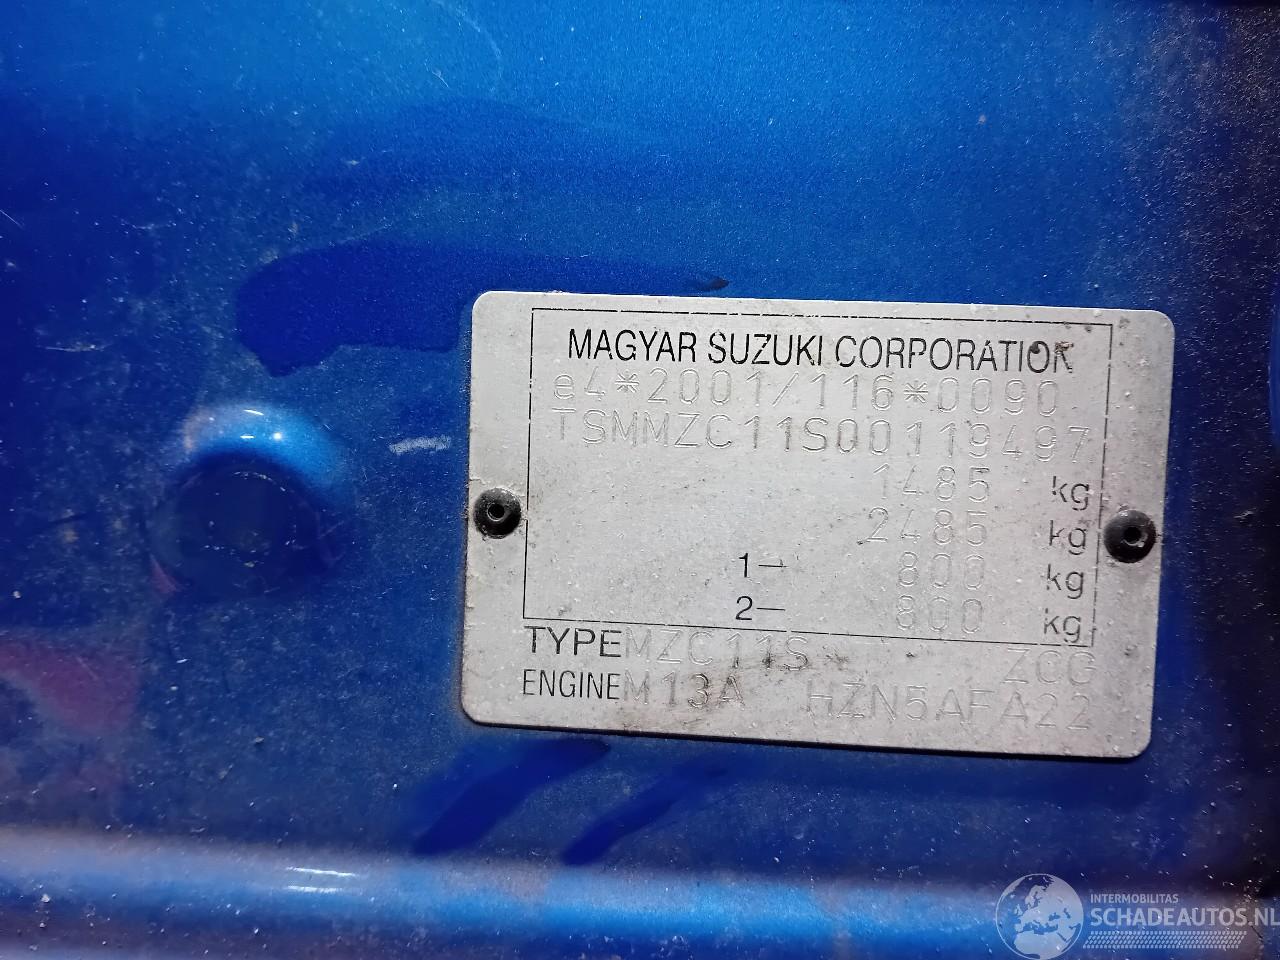 MAGYAR SUZUKI CORPORATION
e4*2001/116*0090
TSMMZC11S00119497
1485 kg
2485 kg
1— 800 kg
2— 800 kg
TYPE MZC11S ZCG
ENGINE M13A HZN5AFA22
INTERMOBILITAS
SCHADEAUTOS.NL